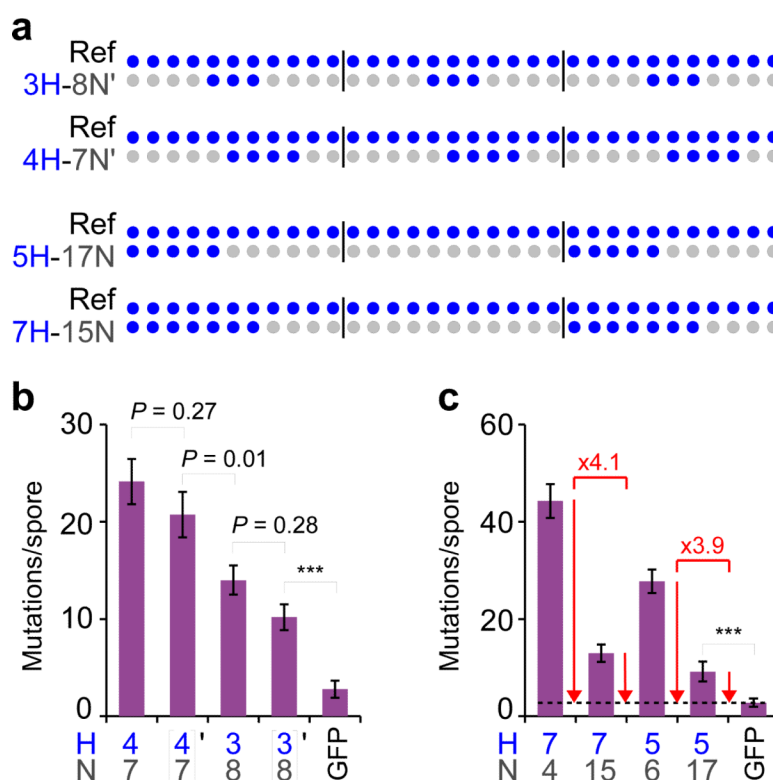 a
Ref
3H-8N'
Ref
4H-7N'
Ref
5H-17N
Ref
7H-15N
b
Mutations/spore
30
20
10
0
P = 0.27
P = 0.01
P = 0.28
***
H 4 4' 3 3' GFP
N 7 7 8 8
c
Mutations/spore
60
40
20
0
x4.1
x3.9
***
H 7 7 5 5 GFP
N 4 15 6 17